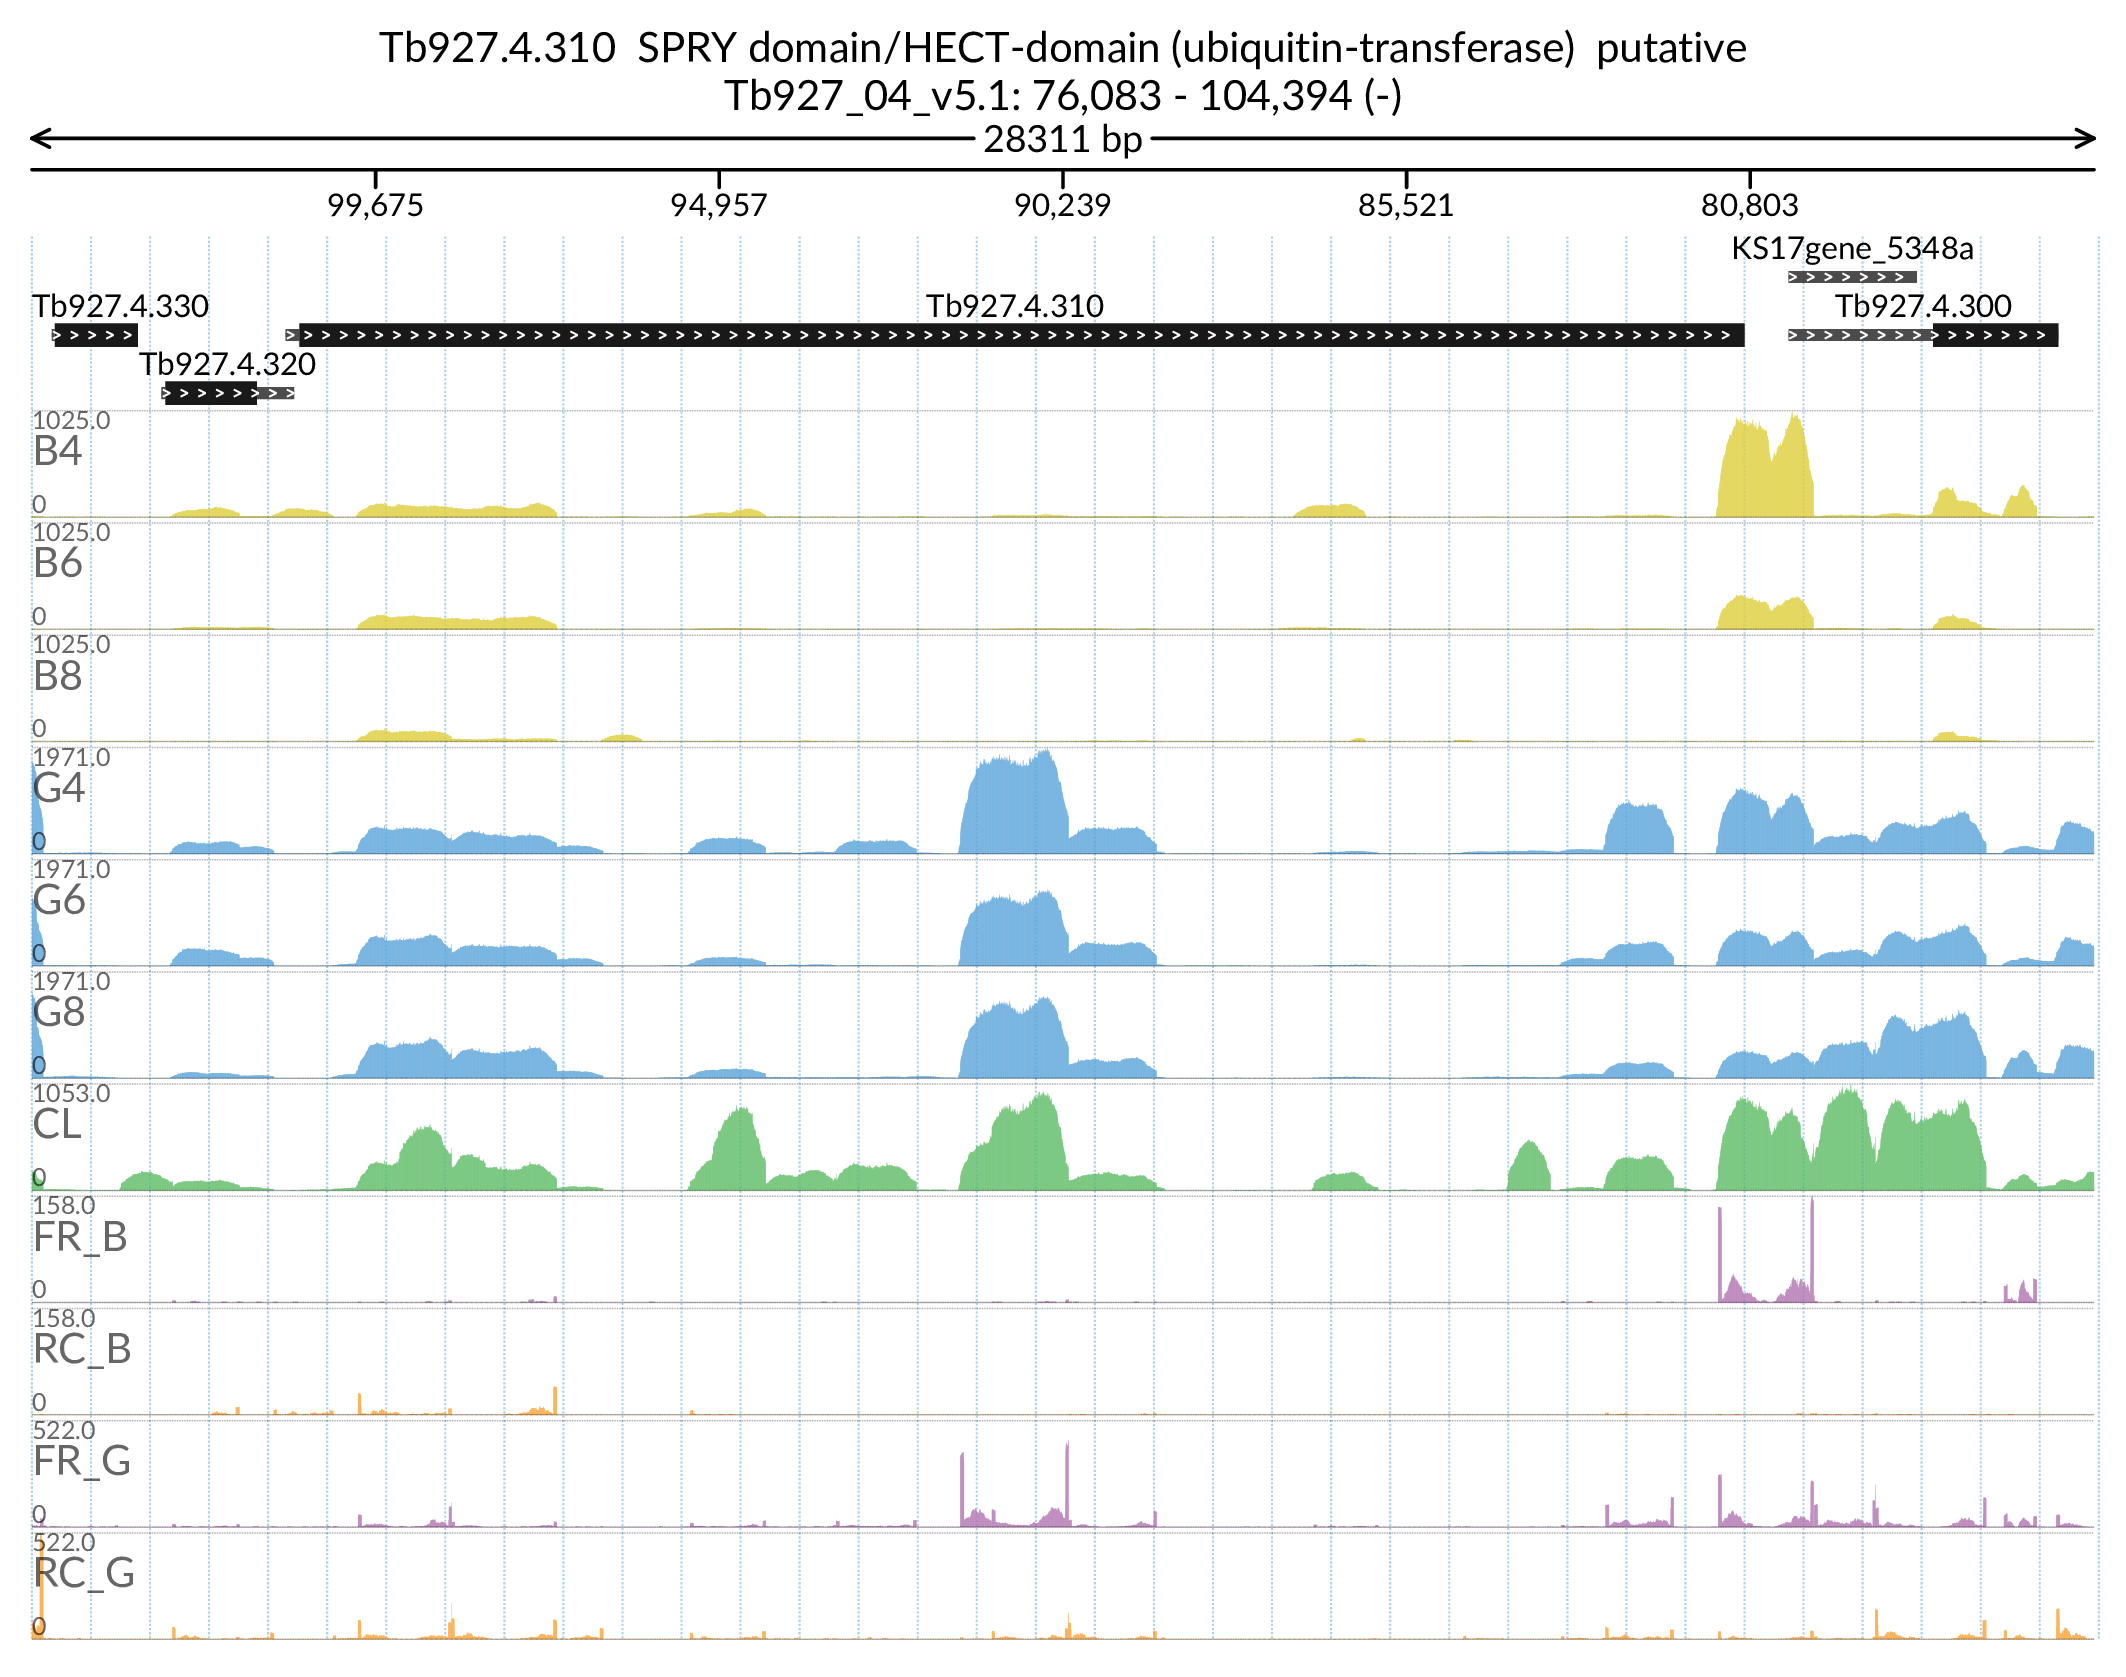 Tb927.4.310  SPRY domain/HECT-domain (ubiquitin-transferase)  putative
Tb927_04_v5.1: 76,083 - 104,394 (-)
28311 bp
99,675 94,957 90,239 85,521 80,803
KS17gene_5348a
Tb927.4.330 Tb927.4.310 Tb927.4.300
Tb927.4.320
1025.0
B4
0
1025.0
B6
0
1025.0
B8
0
1971.0
G4
0
1971.0
G6
0
1971.0
G8
0
1053.0
CL
0
158.0
FR_B
0
158.0
RC_B
0
522.0
FR_G
0
522.0
RC_G
0